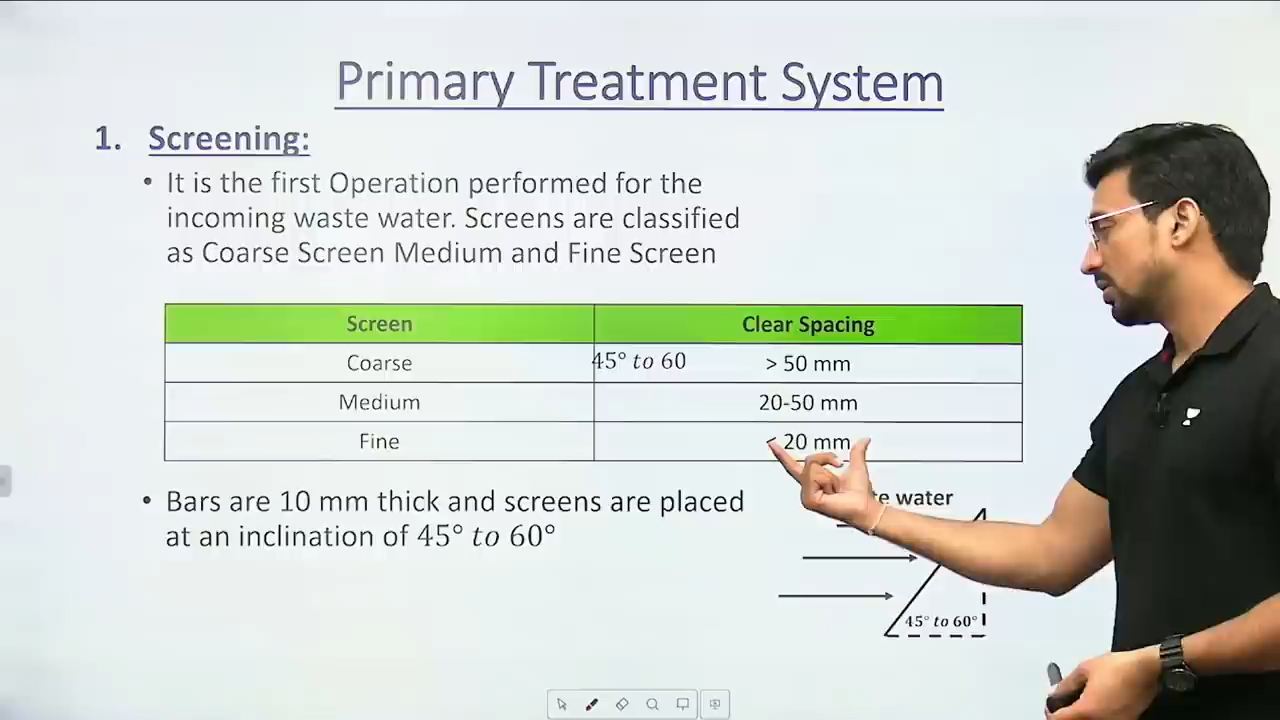 Primary Treatment System
1. Screening:
• It is the first Operation performed for the
incoming waste water. Screens are classified
as Coarse Screen Medium and Fine Screen
Screen Clear Spacing
Coarse 45° to 60 > 50 mm
Medium 20-50 mm
Fine < 20 mm
• Bars are 10 mm thick and screens are placed
at an inclination of 45° to 60°
water
45° to 60°